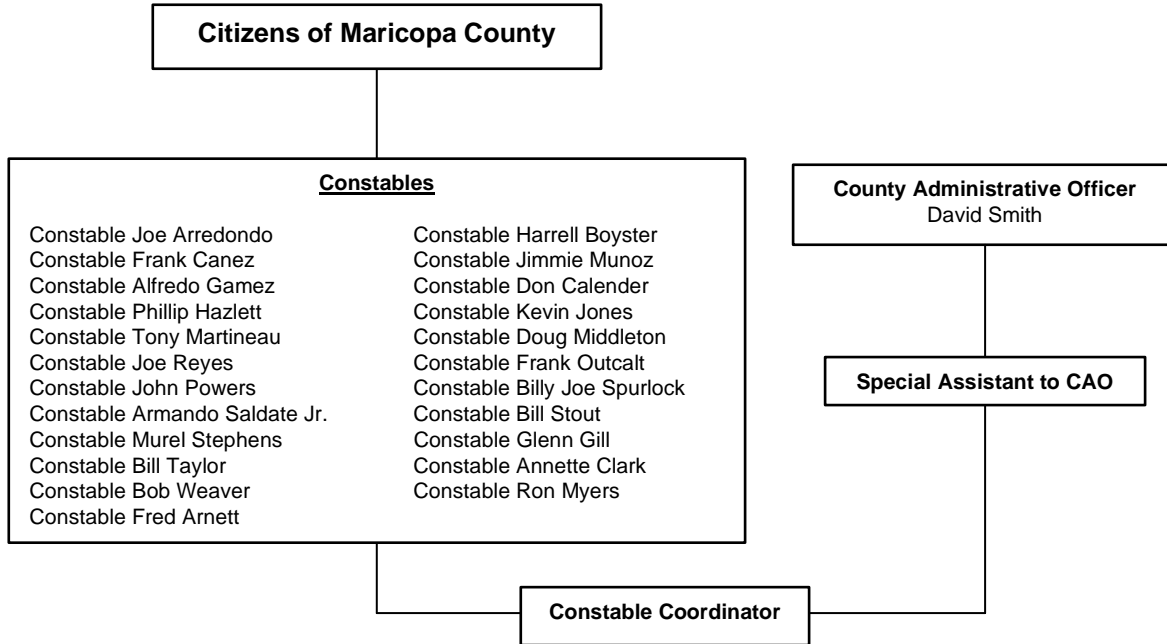 Citizens of Maricopa County
Constables
Constable Joe Arredondo
Constable Frank Canez
Constable Alfredo Gamez
Constable Phillip Hazlett
Constable Tony Martineau
Constable Joe Reyes
Constable John Powers
Constable Armando Saldate Jr.
Constable Murel Stephens
Constable Bill Taylor
Constable Bob Weaver
Constable Fred Arnett
Constable Harrell Boyster
Constable Jimmie Munoz
Constable Don Calender
Constable Kevin Jones
Constable Doug Middleton
Constable Frank Outcalt
Constable Billy Joe Spurlock
Constable Bill Stout
Constable Glenn Gill
Constable Annette Clark
Constable Ron Myers
County Administrative Officer
David Smith
Special Assistant to CAO
Constable Coordinator